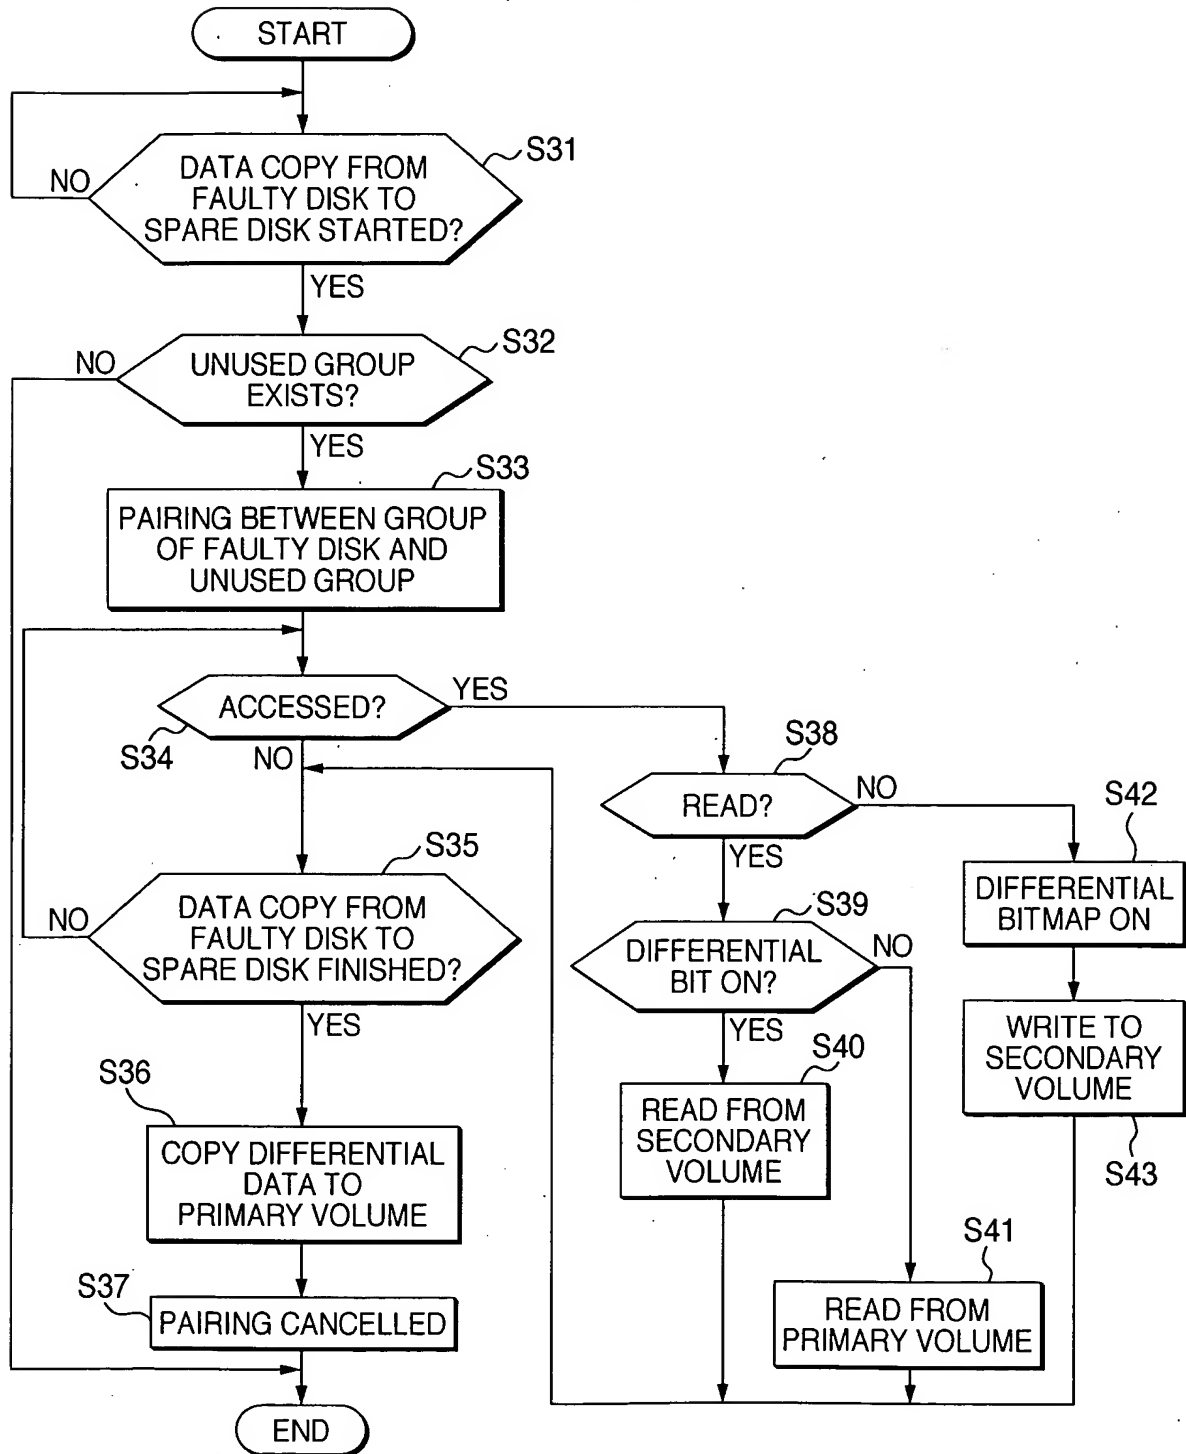 START
S31
DATA COPY FROM
FAULTY DISK TO
SPARE DISK STARTED?
NO
YES
S32
NO
UNUSED GROUP
EXISTS?
YES
S33
PAIRING BETWEEN GROUP
OF FAULTY DISK AND
UNUSED GROUP
ACCESSED?
YES
S34
NO
S35
DATA COPY FROM
FAULTY DISK TO
SPARE DISK FINISHED?
NO
YES
S36
COPY DIFFERENTIAL
DATA TO
PRIMARY VOLUME
S37
PAIRING CANCELLED
END
S38
READ?
NO
YES
S39
DIFFERENTIAL
BIT ON?
NO
YES
S40
READ FROM
SECONDARY
VOLUME
S41
READ FROM
PRIMARY VOLUME
S42
DIFFERENTIAL
BITMAP ON
WRITE TO
SECONDARY
VOLUME
S43